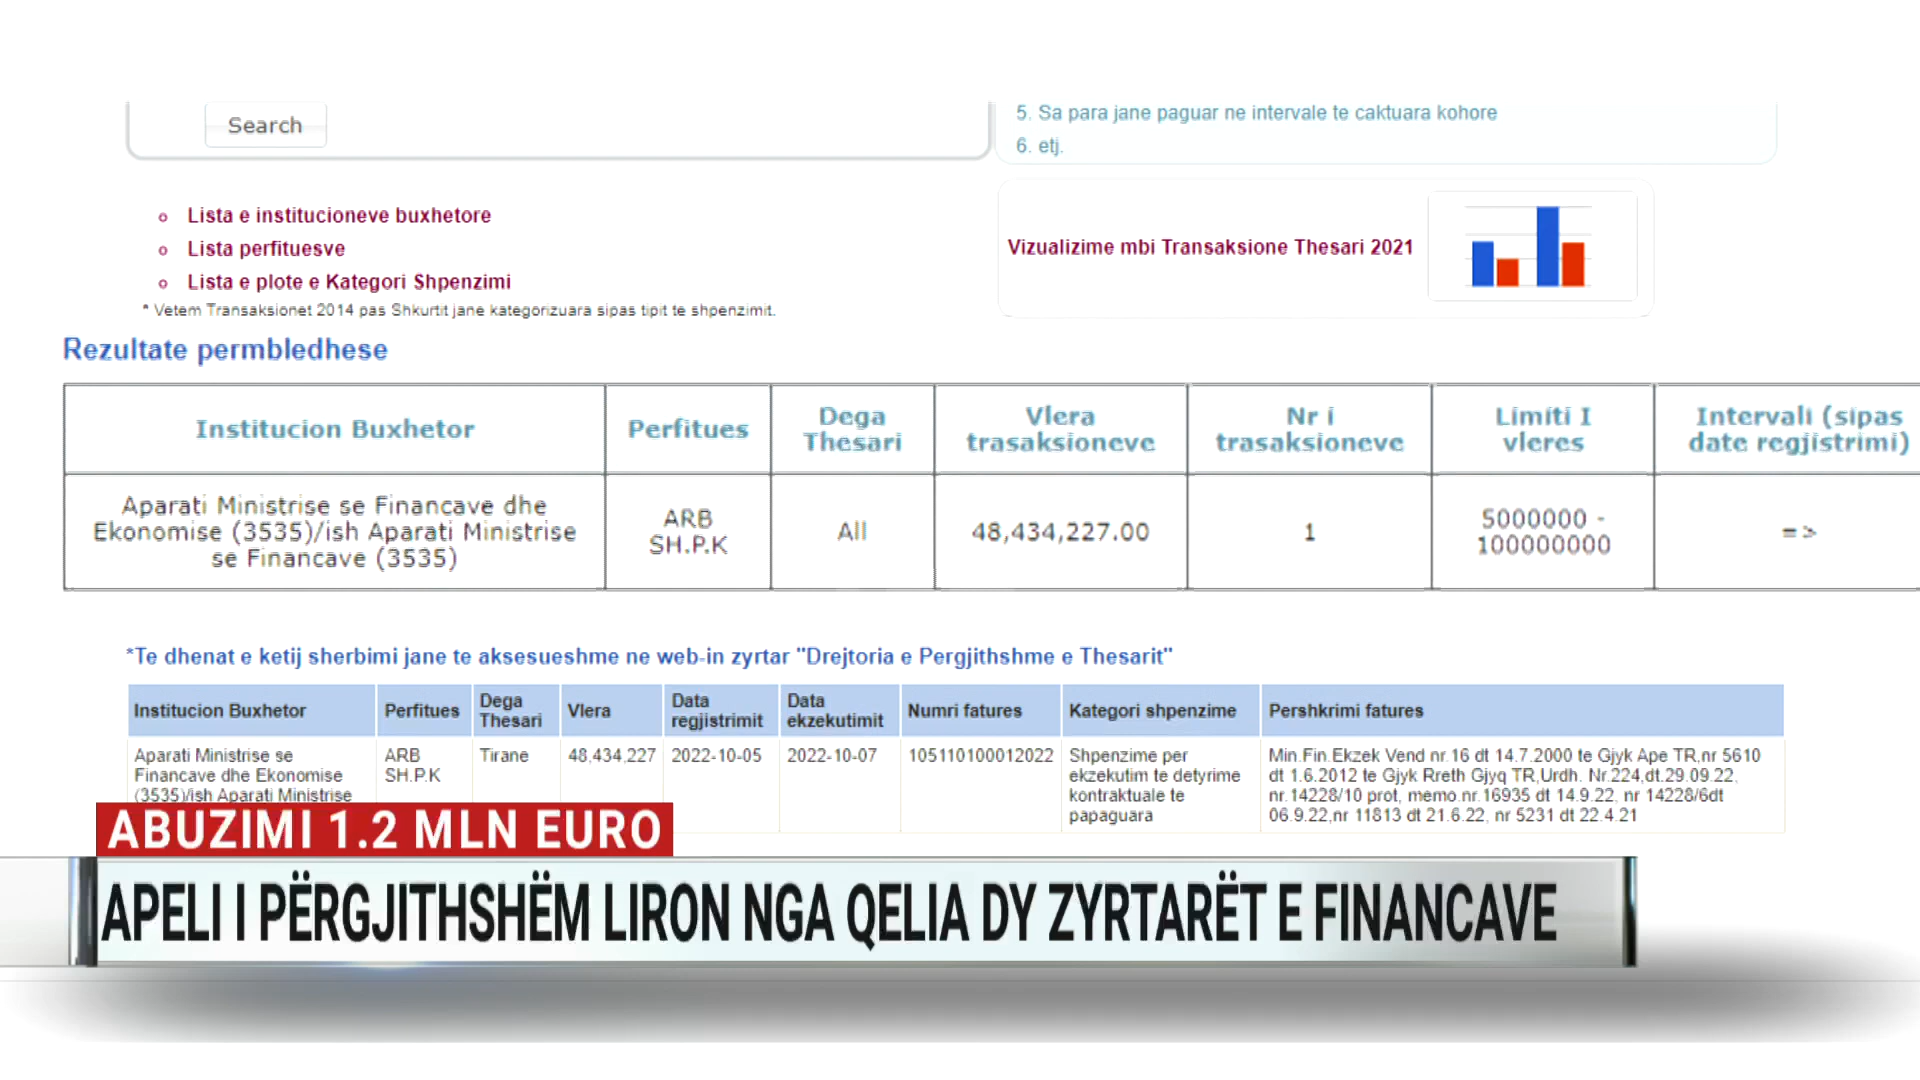 Search
5. Sa para jane paguar ne intervale te caktuara kohore
6. etj.
Lista e institucioneve buxhetore
Lista perfituesve
Lista e plote e Kategori Shpenzimi
* Vetem Transaksionet 2014 pas Shkurtit jane kategorizuara sipas tipit te shpenzimit.
Vizualizime mbi Transaksione Thesari 2021
Rezultate permbledhese
Institucion Buxhetor
Perfitues
Dega
Thesari
Vlera
trasaksioneve
Nr i
trasaksioneve
Limiti I
vleres
Intervali (sipas
date regjistrimi)
Aparati Ministrise se Financave dhe
Ekonomise (3535)/ish Aparati Ministrise
se Financave (3535)
ARB
SH.P.K
All
48,434,227.00
1
5000000 -
100000000
= >
*Te dhenat e ketij sherbimi jane te aksesueshme ne web-in zyrtar "Drejtoria e Pergjithshme e Thesarit"
Institucion Buxhetor
Perfitues
Dega
Thesari
Vlera
Data
regjistrimit
Data
ekzekutimit
Numri fatures
Kategori shpenzime
Pershkrimi fatures
Aparati Ministrise se
Financave dhe Ekonomise
(3535)/ish Aparati Ministrise
ARB
SH.P.K
Tirane
48,434,227
2022-10-05
2022-10-07
105110100012022
Shpenzime per
ekzekutim te detyrime
kontraktuale te
papaguara
Min.Fin.Ekzek Vend nr.16 dt 14.7.2000 te Gjyk Ape TR,nr 5610
dt 1.6.2012 te Gjyk Rreth Gjyq TR,Urdh. Nr.224,dt.29.09.22,
nr.14228/10 prot, memo.nr.16935 dt 14.9.22, nr 14228/6dt
06.9.22,nr 11813 dt 21.6.22, nr 5231 dt 22.4.21
ABUZIMI 1.2 MLN EURO
APELI I PËRGJITHSHËM LIRON NGA QELIA DY ZYRTARËT E FINANCAVE